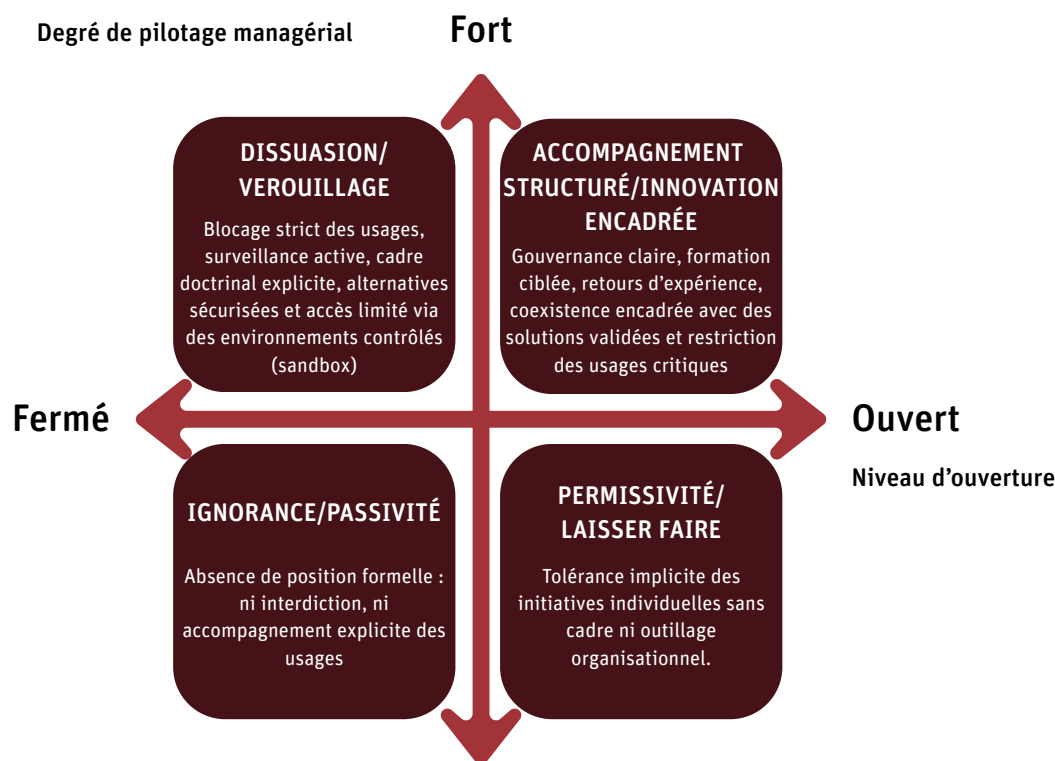 Degré de pilotage managérial
Fort
DISSUASION/
VEROUILLAGE
Blocage strict des usages,
surveillance active, cadre
doctrinal explicite, alternatives
sécurisées et accès limité via
des environnements contrôlés
(sandbox)
ACCOMPAGNEMENT
STRUCTURÉ/INNOVATION
ENCADRÉE
Gouvernance claire, formation
ciblée, retours d’expérience,
coexistence encadrée avec des
solutions validées et restriction
des usages critiques
Fermé
Ouvert
Niveau d’ouverture
IGNORANCE/PASSIVITÉ
Absence de position formelle :
ni interdiction, ni
accompagnement explicite des
usages
PERMISSIVITÉ/
LAISSER FAIRE
Tolérance implicite des
initiatives individuelles sans
cadre ni outillage
organisationnel.